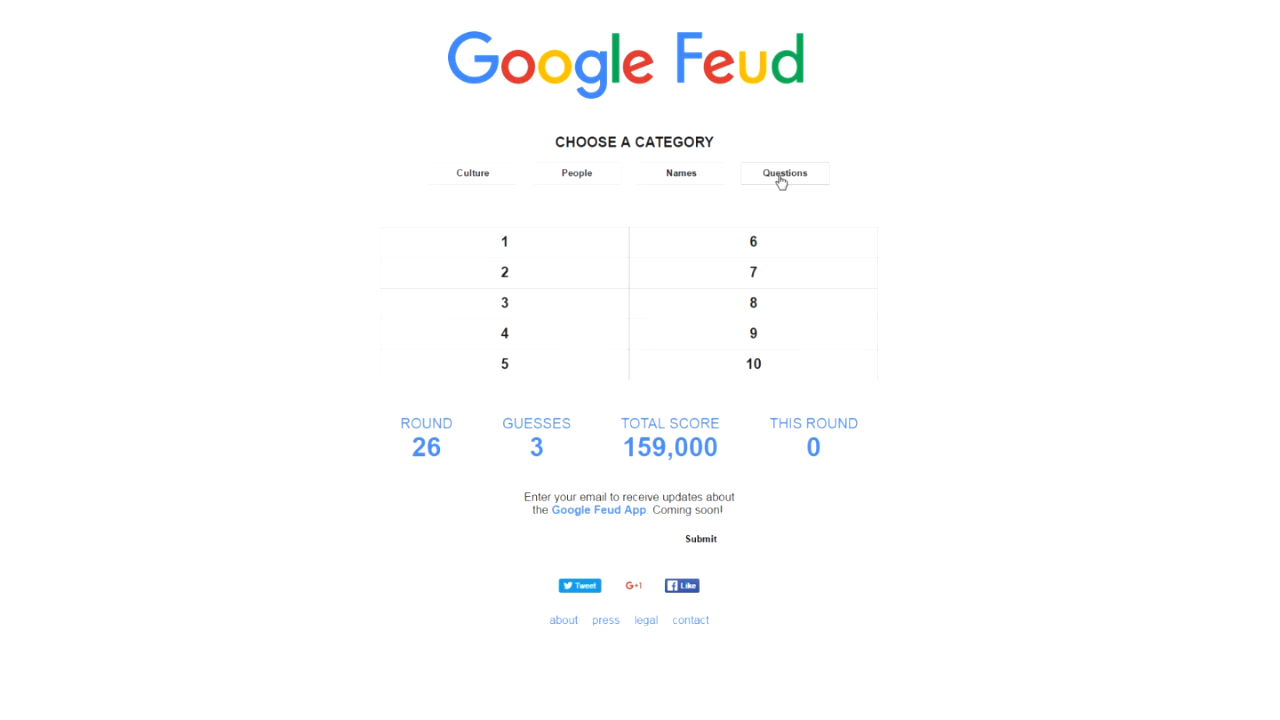 Google Feud
CHOOSE A CATEGORY
Culture
People
Names
Questions
1
6
2
7
3
8
4
9
5
10
ROUND
GUESSES
TOTAL SCORE
THIS ROUND
26
3
159,000
0
Enter your email to receive updates about
the Google Feud App. Coming soon!
Submit
Tweet
G+1
Like
about
press
legal
contact